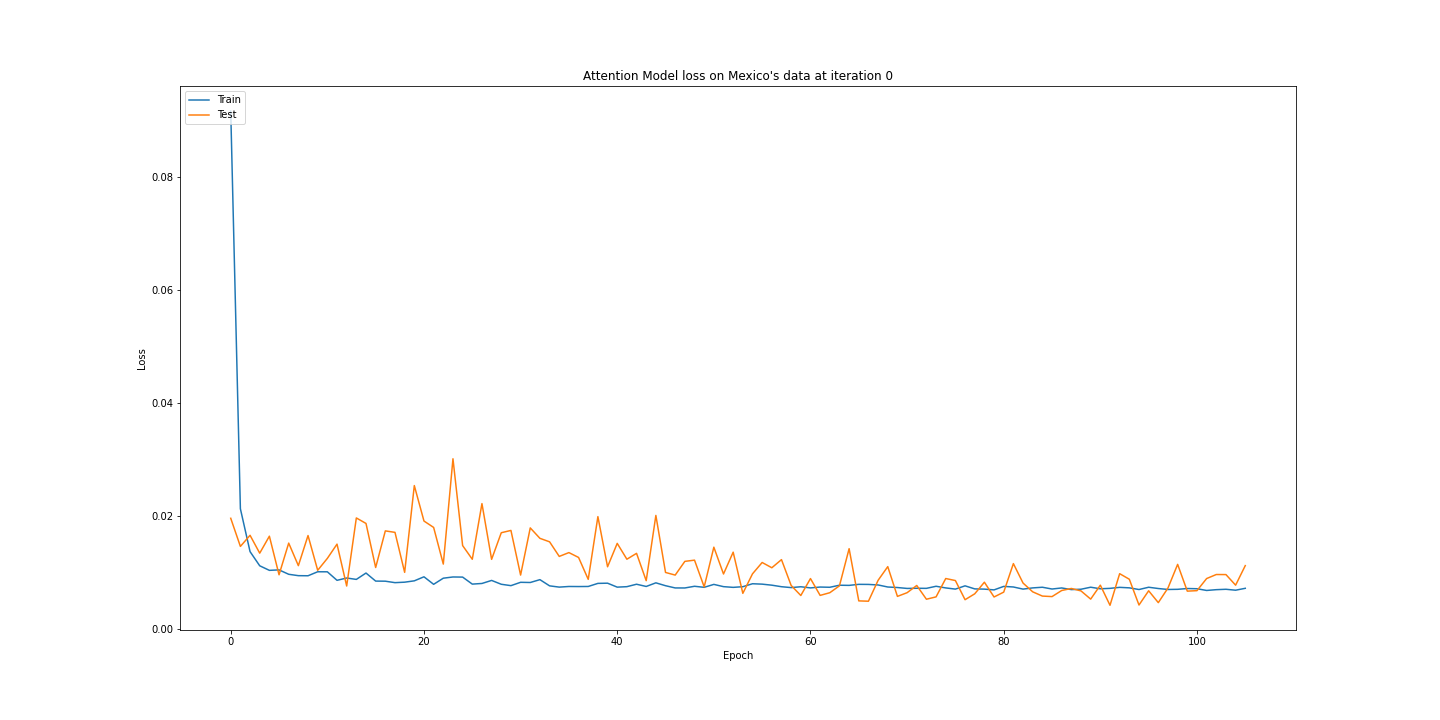 Attention Model loss on Mexico's data at iteration 0
Train
Test
0.08
0.06
0.04
0.02
0.00
Loss
0 20 40 60 80 100
Epoch